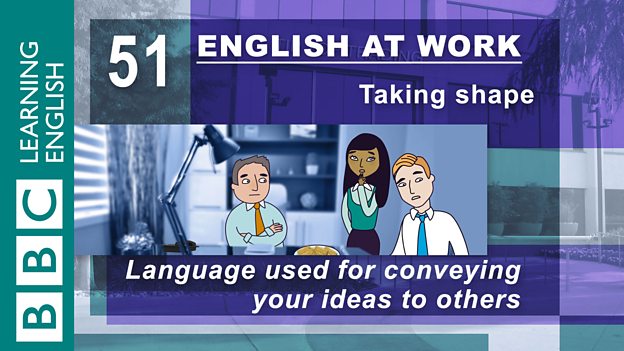 BBC
LEARNING
ENGLISH
51
ENGLISH AT WORK
Taking shape
Language used for conveying
your ideas to others